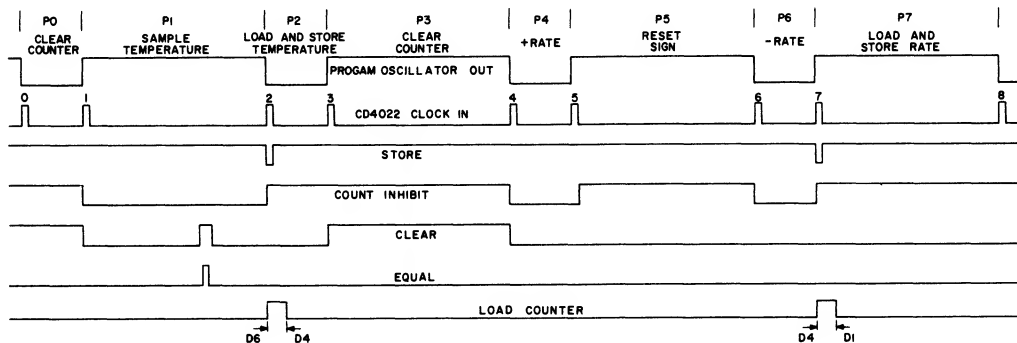 P0 P1 P2 P3 P4 P5 P6 P7
CLEAR COUNTER
SAMPLE TEMPERATURE
LOAD AND STORE TEMPERATURE
CLEAR COUNTER
+RATE
RESET SIGN
-RATE
LOAD AND STORE RATE
PROGAM OSCILLATOR OUT
0 1 2 3 4 5 6 7 8
CD4022 CLOCK IN
STORE
COUNT INHIBIT
CLEAR
EQUAL
LOAD COUNTER
D6 D4 D4 D1